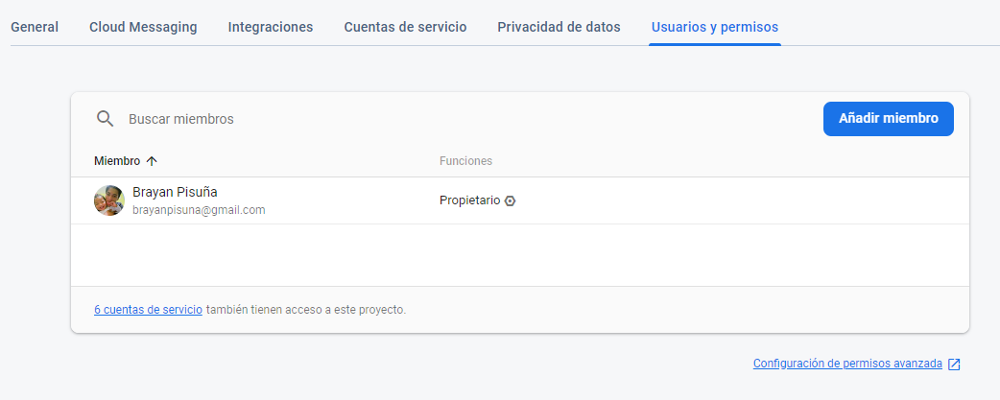 General Cloud Messaging Integraciones Cuentas de servicio Privacidad de datos Usuarios y permisos
Buscar miembros Añadir miembro
Miembro Funciones
Brayan Pisuña
brayanpisuna@gmail.com
Propietario
6 cuentas de servicio también tienen acceso a este proyecto.
Configuración de permisos avanzada